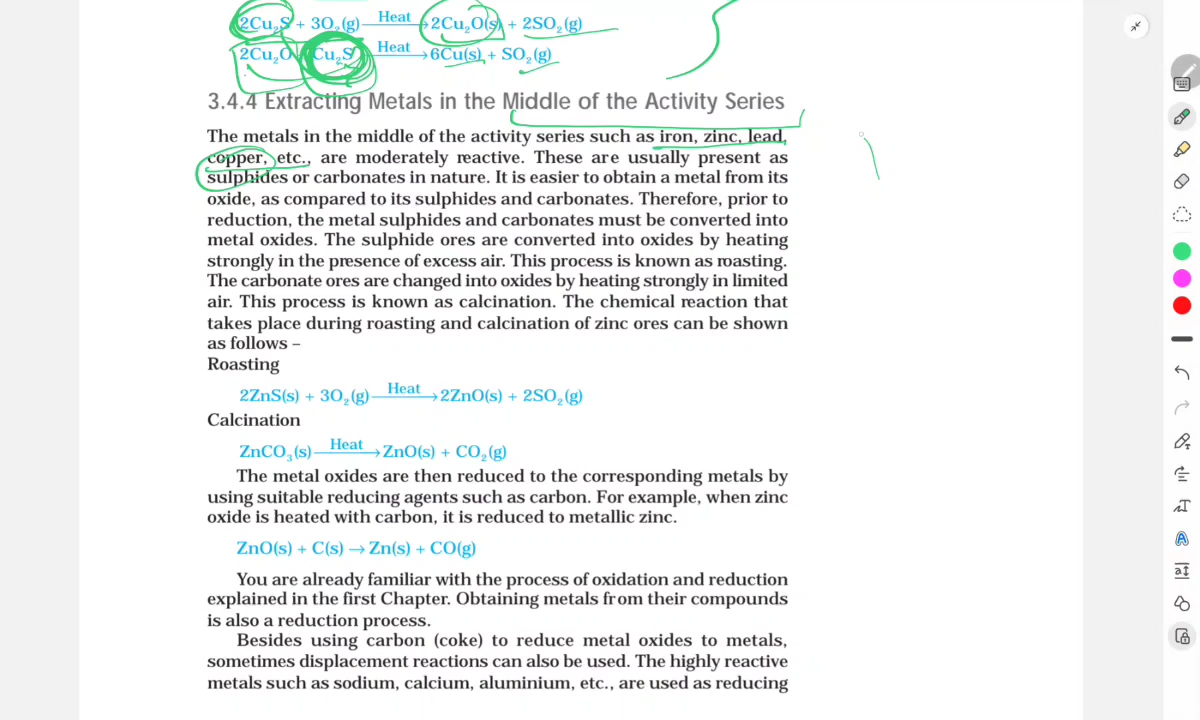 2Cu₂S + 3O₂(g) Heat → 2Cu₂O(s) + 2SO₂(g)
2Cu₂O + Cu₂S Heat → 6Cu(s) + SO₂(g)
3.4.4 Extracting Metals in the Middle of the Activity Series
The metals in the middle of the activity series such as iron, zinc, lead,
copper, etc., are moderately reactive. These are usually present as
sulphides or carbonates in nature. It is easier to obtain a metal from its
oxide, as compared to its sulphides and carbonates. Therefore, prior to
reduction, the metal sulphides and carbonates must be converted into
metal oxides. The sulphide ores are converted into oxides by heating
strongly in the presence of excess air. This process is known as roasting.
The carbonate ores are changed into oxides by heating strongly in limited
air. This process is known as calcination. The chemical reaction that
takes place during roasting and calcination of zinc ores can be shown
as follows –
Roasting
2ZnS(s) + 3O₂(g) Heat → 2ZnO(s) + 2SO₂(g)
Calcination
ZnCO₃(s) Heat → ZnO(s) + CO₂(g)
The metal oxides are then reduced to the corresponding metals by
using suitable reducing agents such as carbon. For example, when zinc
oxide is heated with carbon, it is reduced to metallic zinc.
ZnO(s) + C(s) → Zn(s) + CO(g)
You are already familiar with the process of oxidation and reduction
explained in the first Chapter. Obtaining metals from their compounds
is also a reduction process.
Besides using carbon (coke) to reduce metal oxides to metals,
sometimes displacement reactions can also be used. The highly reactive
metals such as sodium, calcium, aluminium, etc., are used as reducing